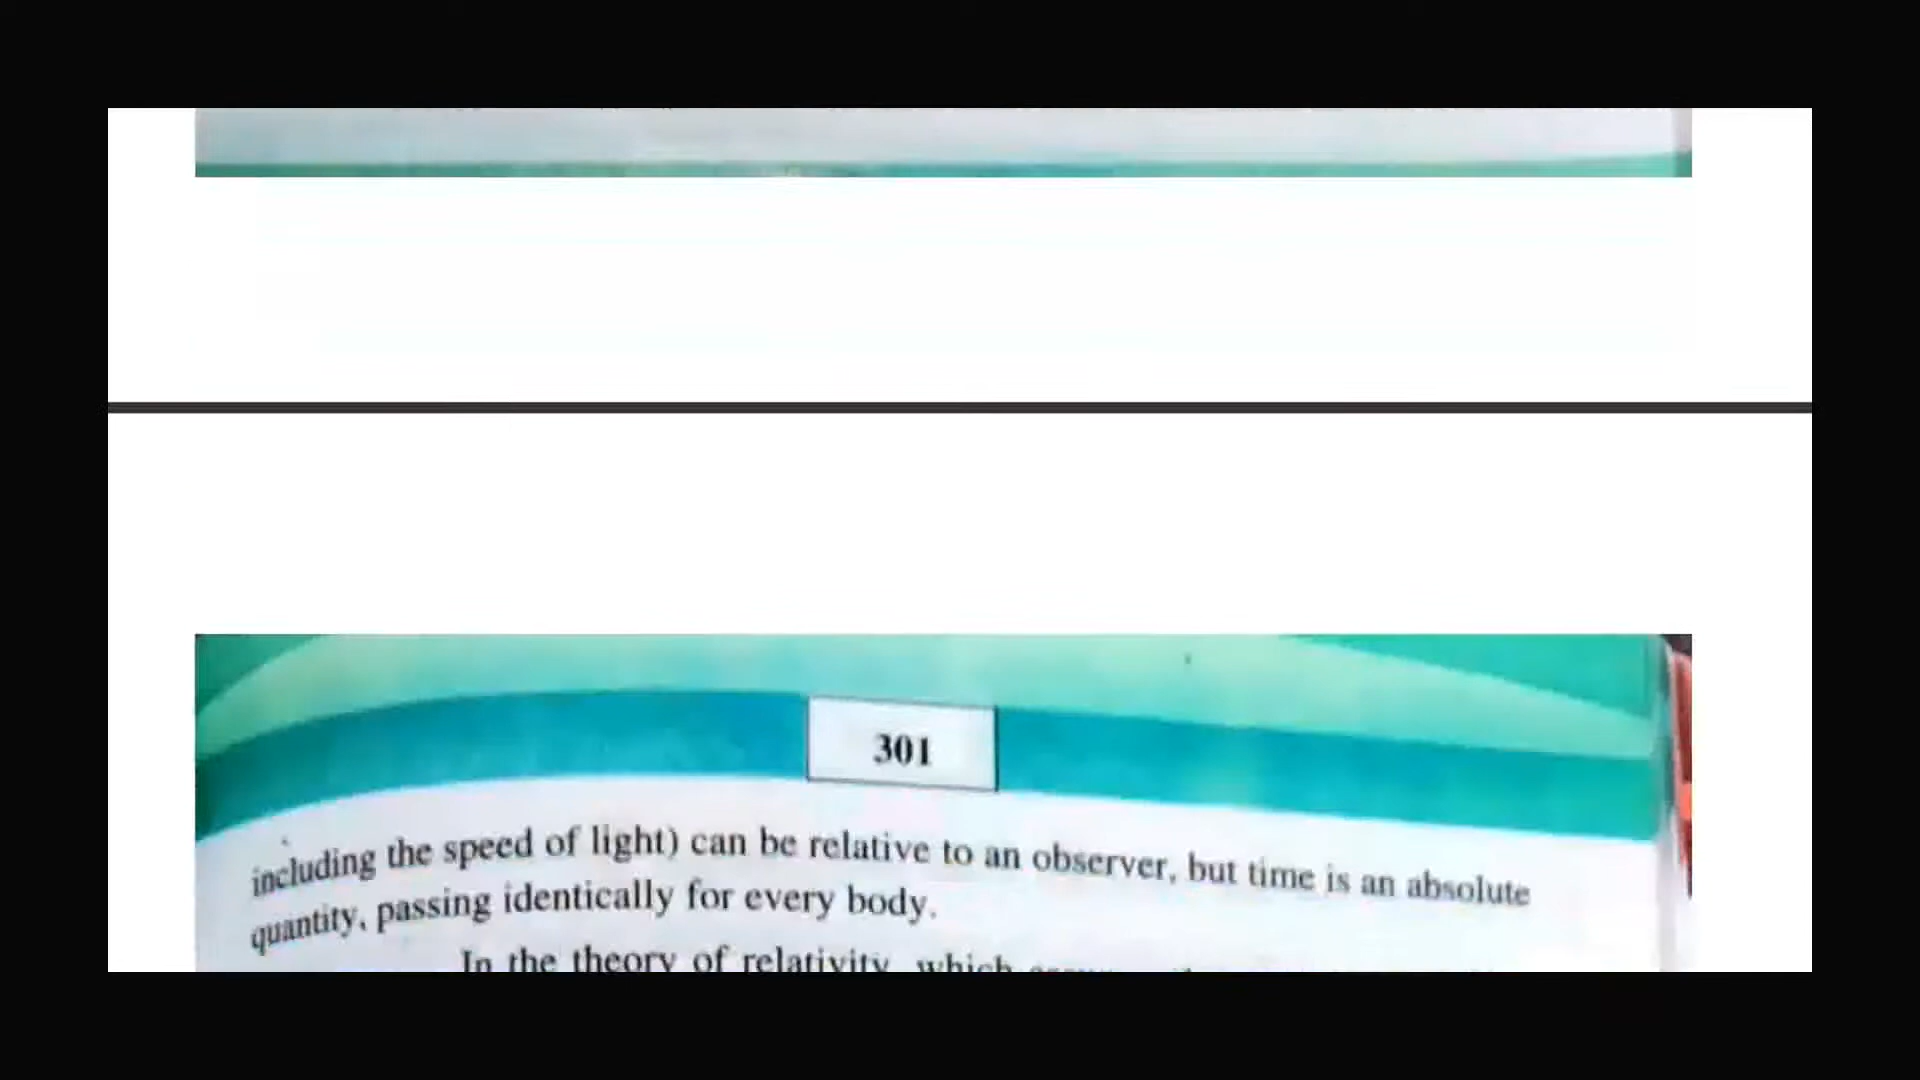 301
including the speed of light) can be relative to an observer, but time is an absolute
quantity, passing identically for every body.
In the theory of relativity, which